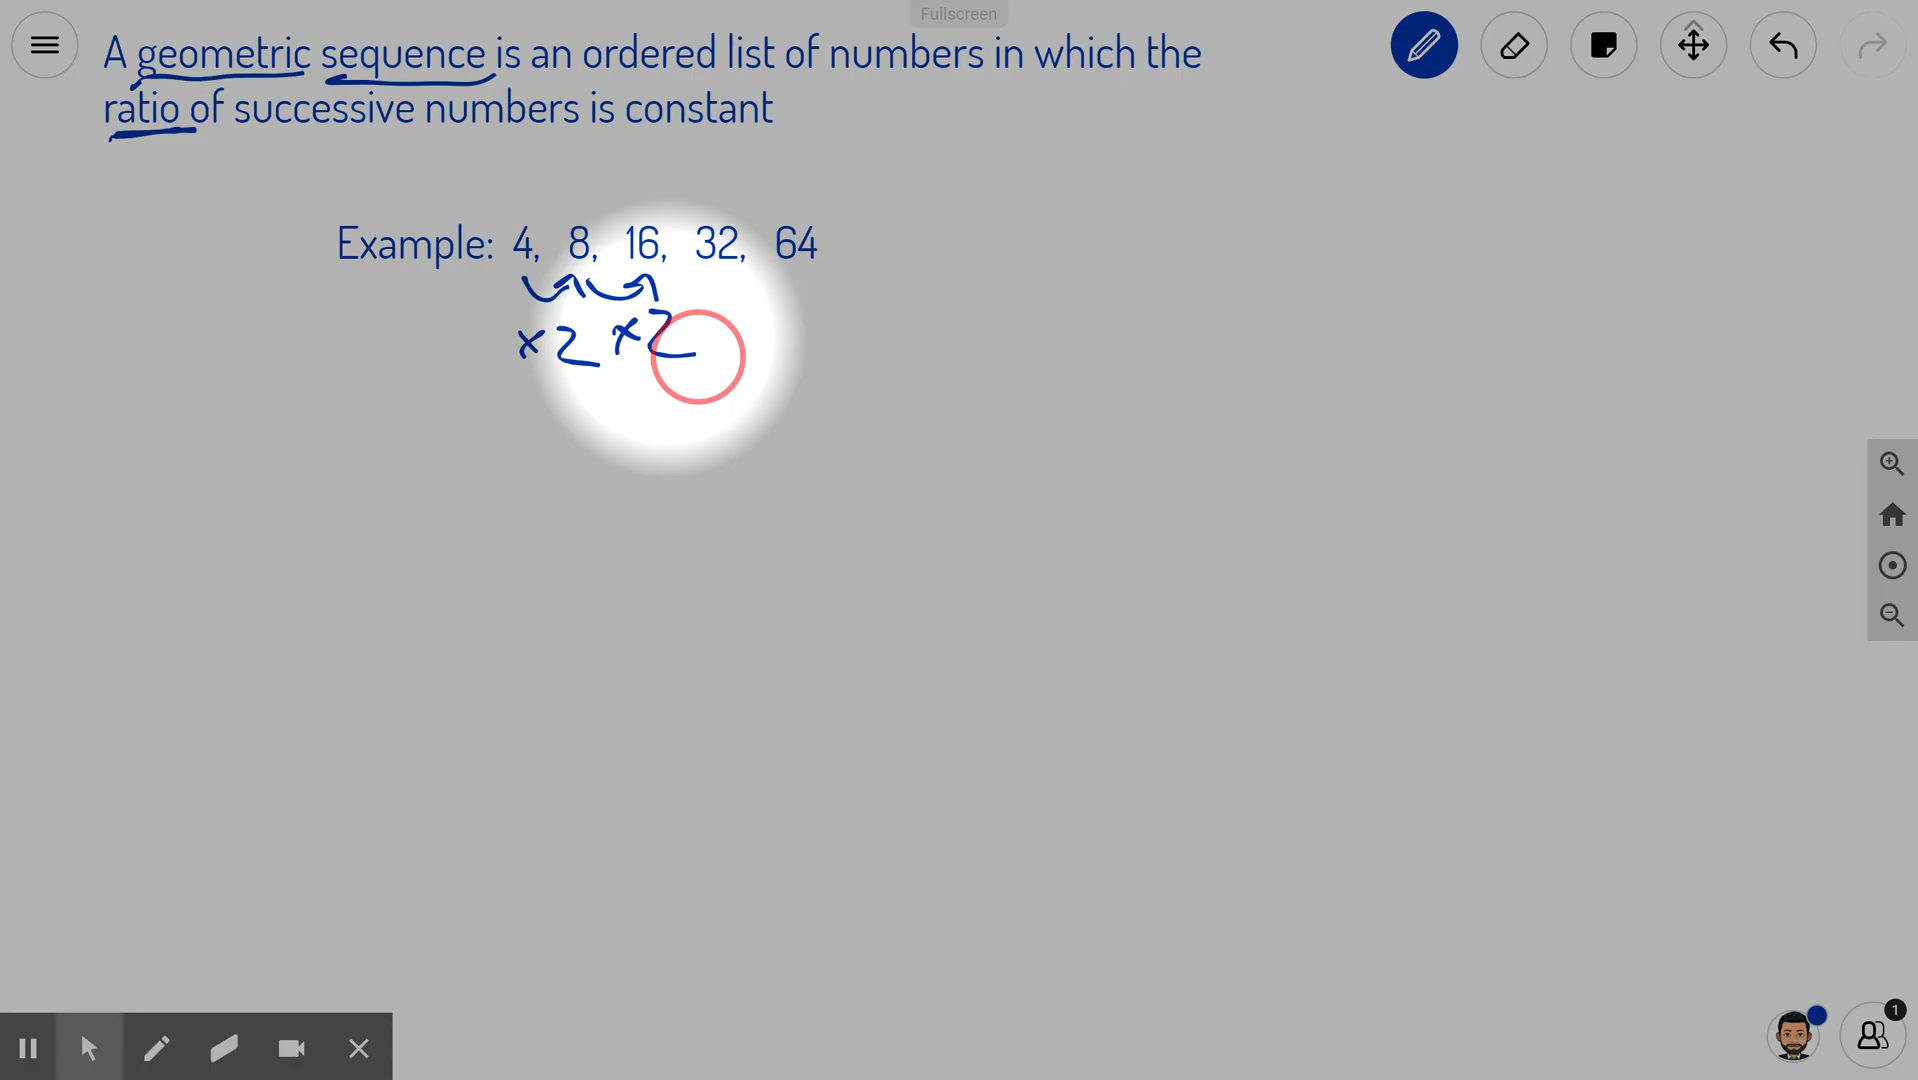 Fullscreen
A geometric sequence is an ordered list of numbers in which the
ratio of successive numbers is constant
Example: 4, 8, 16, 32, 64
×2 ×2
1